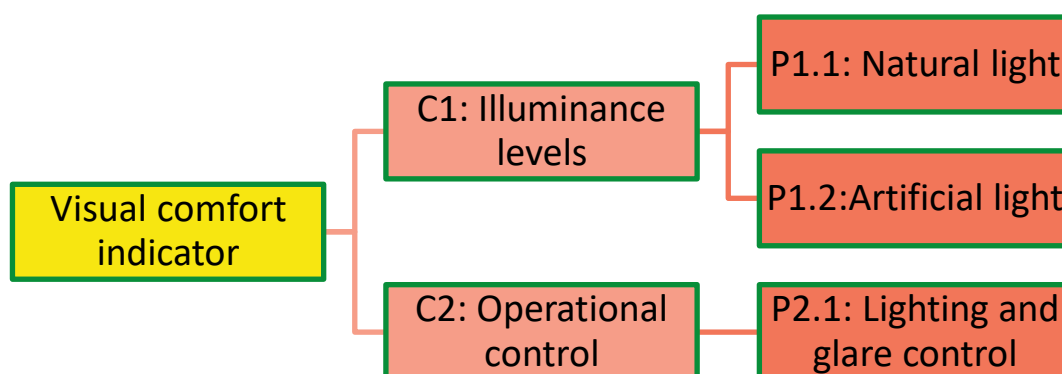 Visual comfort
indicator
C1: Illuminance
levels
P1.1: Natural light
P1.2:Artificial light
C2: Operational
control
P2.1: Lighting and
glare control